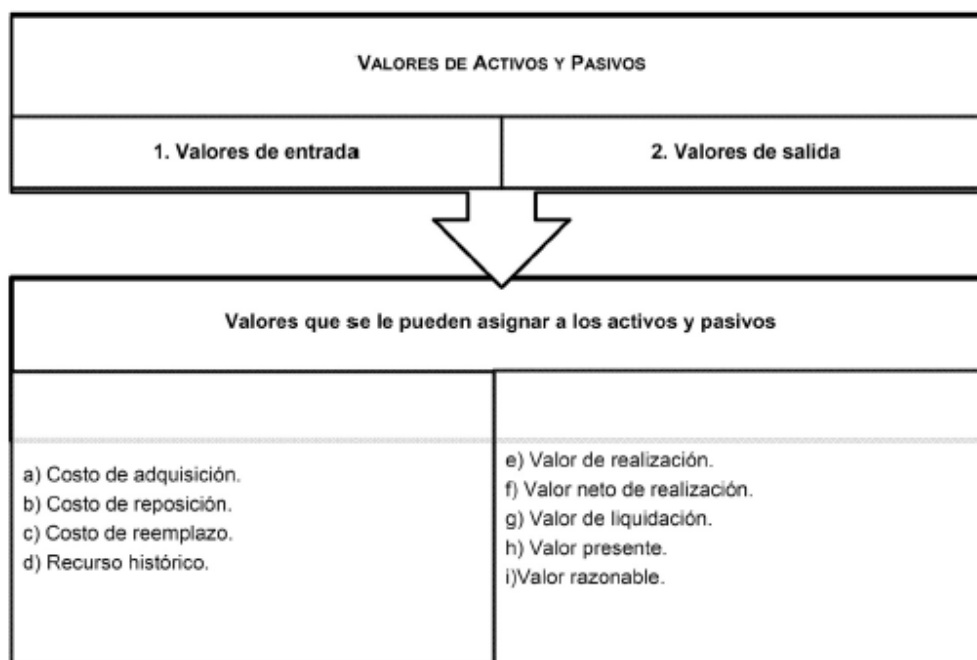 VALORES DE ACTIVOS Y PASIVOS
1. Valores de entrada
2. Valores de salida
Valores que se le pueden asignar a los activos y pasivos
a) Costo de adquisición.
b) Costo de reposición.
c) Costo de reemplazo.
d) Recurso histórico.
e) Valor de realización.
f) Valor neto de realización.
g) Valor de liquidación.
h) Valor presente.
i)Valor razonable.